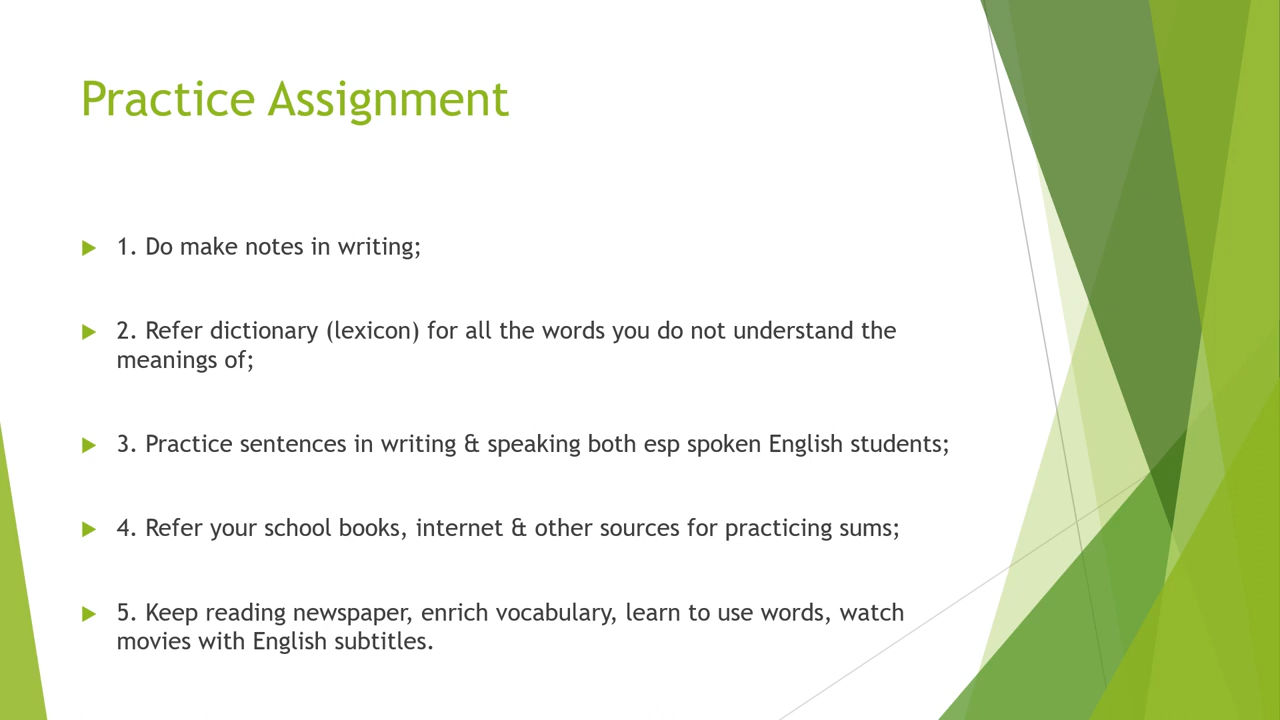 Practice Assignment
1. Do make notes in writing;
2. Refer dictionary (lexicon) for all the words you do not understand the
meanings of;
3. Practice sentences in writing & speaking both esp spoken English students;
4. Refer your school books, internet & other sources for practicing sums;
5. Keep reading newspaper, enrich vocabulary, learn to use words, watch
movies with English subtitles.